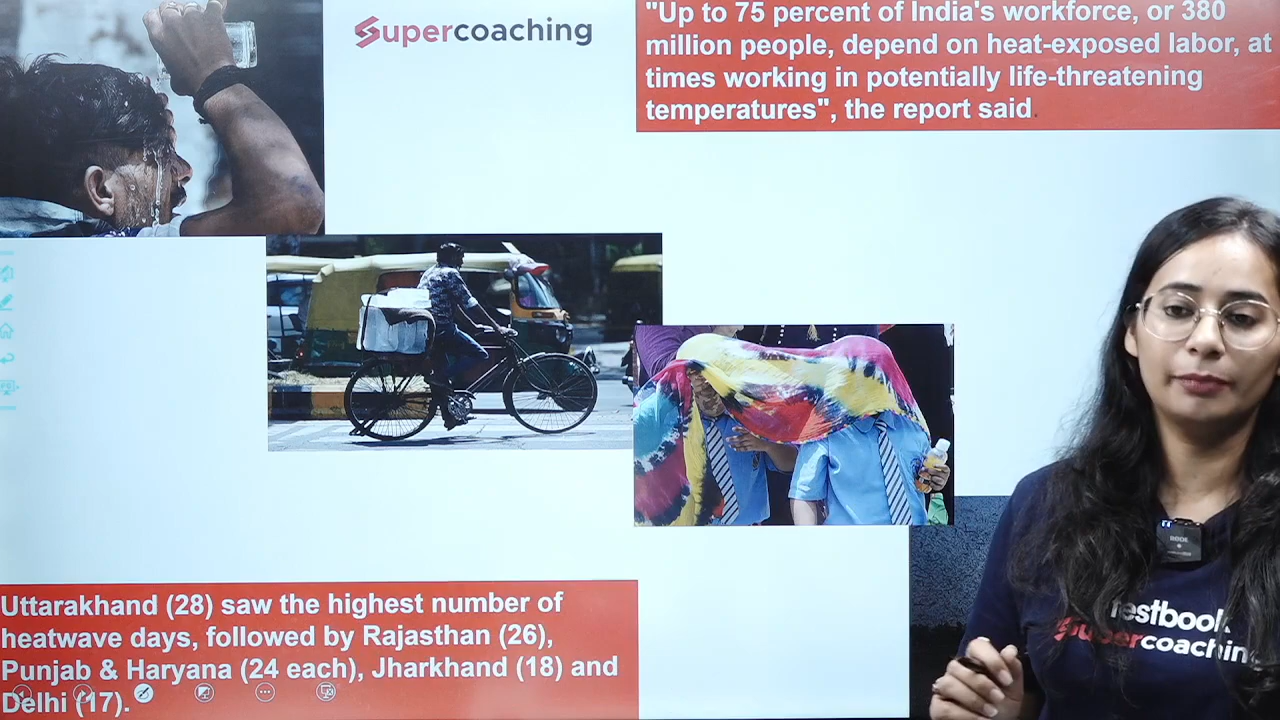 Supercoaching
"Up to 75 percent of India's workforce, or 380
million people, depend on heat-exposed labor, at
times working in potentially life-threatening
temperatures", the report said.
Uttarakhand (28) saw the highest number of
heatwave days, followed by Rajasthan (26),
Punjab & Haryana (24 each), Jharkhand (18) and
Delhi (17).
testbook
Supercoaching
RODE